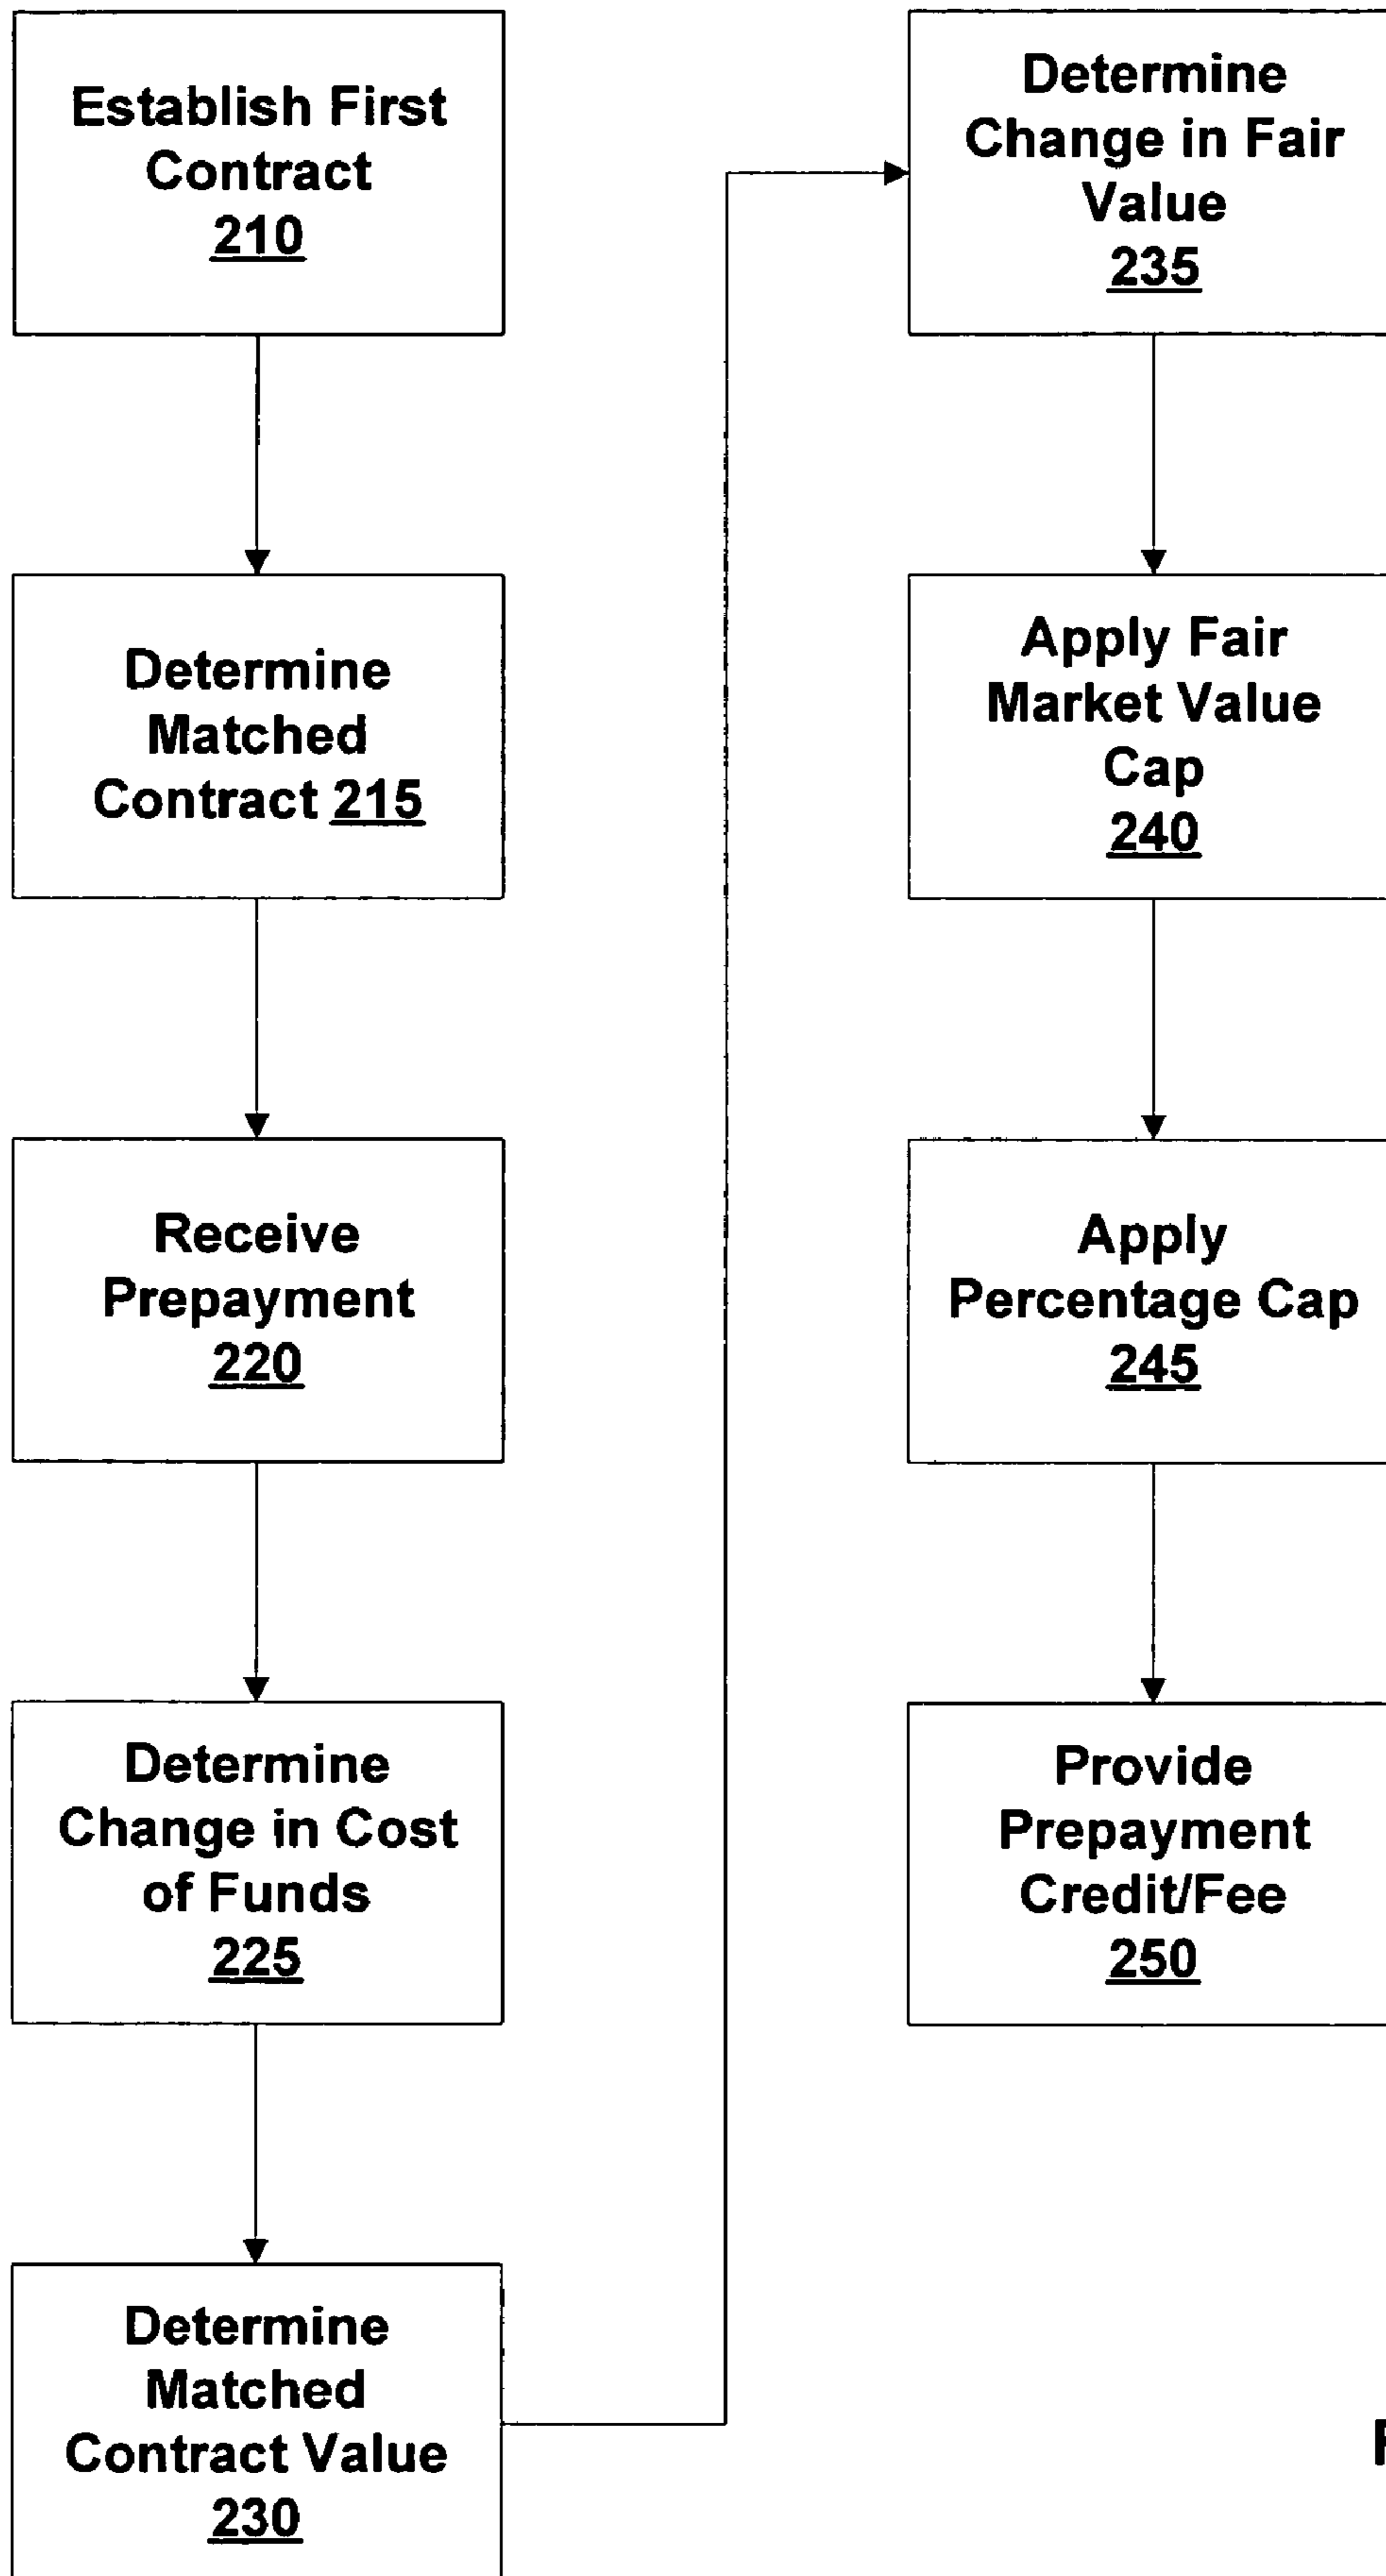 Establish First
Contract
210
Determine
Matched
Contract 215
Receive
Prepayment
220
Determine
Change in Cost
of Funds
225
Determine
Matched
Contract Value
230
Determine
Change in Fair
Value
235
Apply Fair
Market Value
Cap
240
Apply
Percentage Cap
245
Provide
Prepayment
Credit/Fee
250